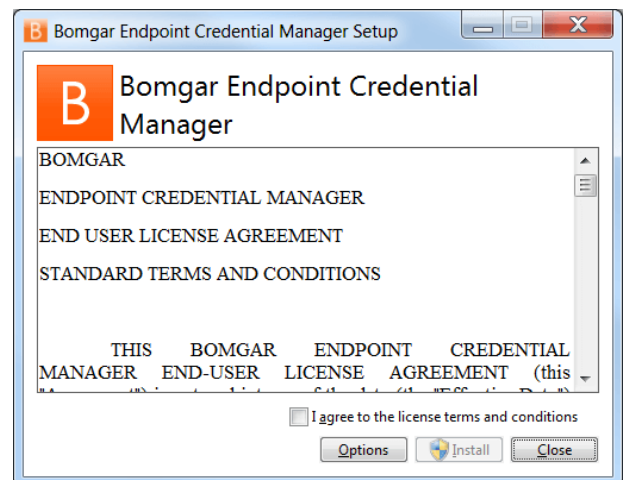 B Bomgar Endpoint Credential Manager Setup X
B
Bomgar Endpoint Credential
Manager
BOMGAR
ENDPOINT CREDENTIAL MANAGER
END USER LICENSE AGREEMENT
STANDARD TERMS AND CONDITIONS
THIS BOMGAR ENDPOINT CREDENTIAL
MANAGER END-USER LICENSE AGREEMENT (this
I agree to the license terms and conditions
Options Install Close